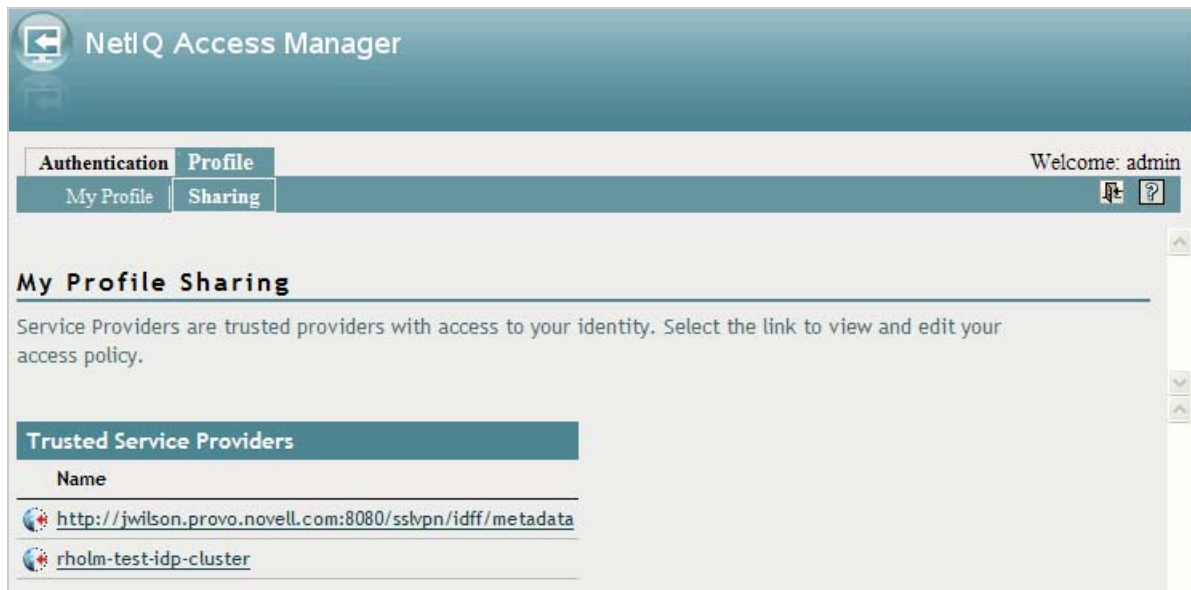 NetIQ Access Manager
Authentication Profile
Welcome: admin
My Profile | Sharing
?
My Profile Sharing
Service Providers are trusted providers with access to your identity. Select the link to view and edit your
access policy.
Trusted Service Providers
Name
http://jwilson.provo.novell.com:8080/sslvpn/idff/metadata
rholm-test-idp-cluster